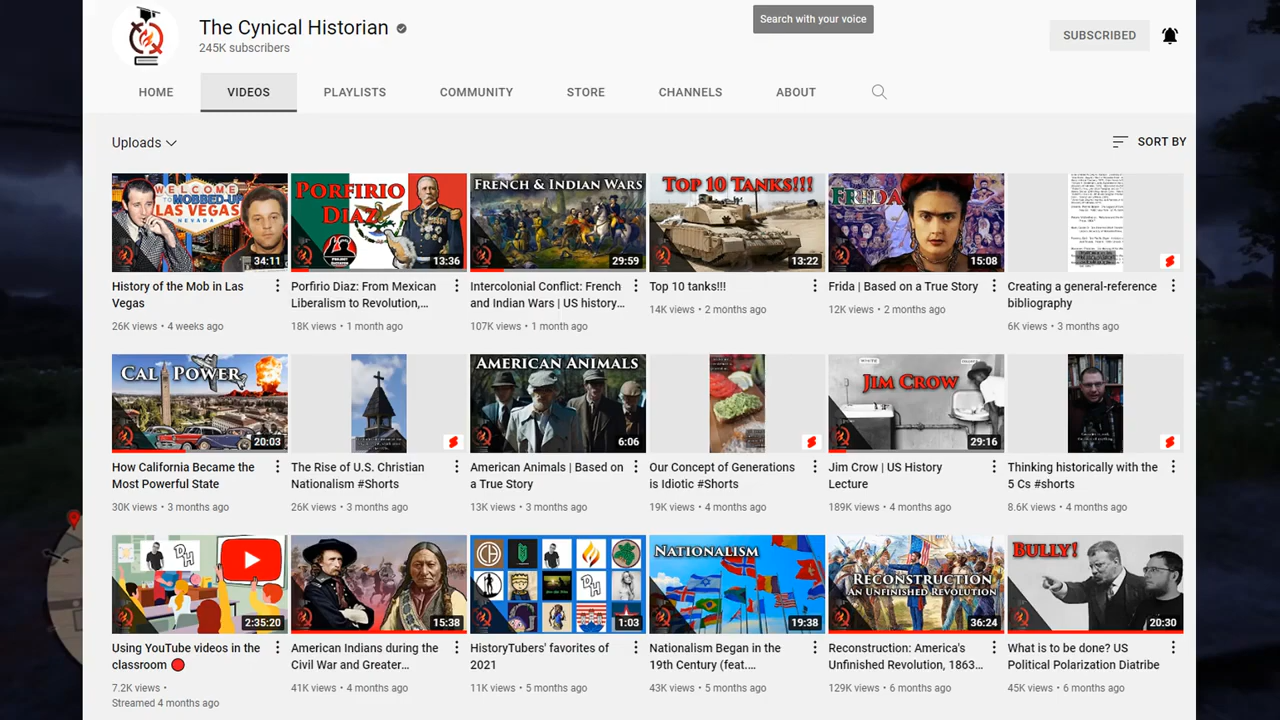 The Cynical Historian
245K subscribers
Search with your voice
SUBSCRIBED
HOME
VIDEOS
PLAYLISTS
COMMUNITY
STORE
CHANNELS
ABOUT
Uploads
SORT BY
WELCOME
TO MOBBED-UP
LAS VEGAS
NEVADA
34:11
PORFIRIO
DIAZ
13:36
FRENCH & INDIAN WARS
29:59
TOP 10 TANKS!!!
13:22
FRIDA
15:08
History of the Mob in Las
Vegas
26K views • 4 weeks ago
Porfirio Diaz: From Mexican
Liberalism to Revolution,...
18K views • 1 month ago
Intercolonial Conflict: French
and Indian Wars | US history...
107K views • 1 month ago
Top 10 tanks!!!
14K views • 2 months ago
Frida | Based on a True Story
12K views • 2 months ago
Creating a general-reference
bibliography
6K views • 3 months ago
CAL POWER
20:03
AMERICAN ANIMALS
6:06
WHITE
JIM CROW
29:16
How California Became the
Most Powerful State
30K views • 3 months ago
The Rise of U.S. Christian
Nationalism #Shorts
26K views • 3 months ago
American Animals | Based on
a True Story
13K views • 3 months ago
Our Concept of Generations
is Idiotic #Shorts
19K views • 4 months ago
Jim Crow | US History
Lecture
189K views • 4 months ago
Thinking historically with the
5 Cs #shorts
8.6K views • 4 months ago
DH
2:35:20
15:38
CH
DH
1:03
NATIONALISM
19:38
RECONSTRUCTION
AN UNFINISHED REVOLUTION
36:24
BULLY!
20:30
Using YouTube videos in the
classroom
7.2K views •
Streamed 4 months ago
American Indians during the
Civil War and Greater...
41K views • 4 months ago
HistoryTubers' favorites of
2021
11K views • 5 months ago
Nationalism Began in the
19th Century (feat....
43K views • 5 months ago
Reconstruction: America's
Unfinished Revolution, 1863...
129K views • 6 months ago
What is to be done? US
Political Polarization Diatribe
45K views • 6 months ago